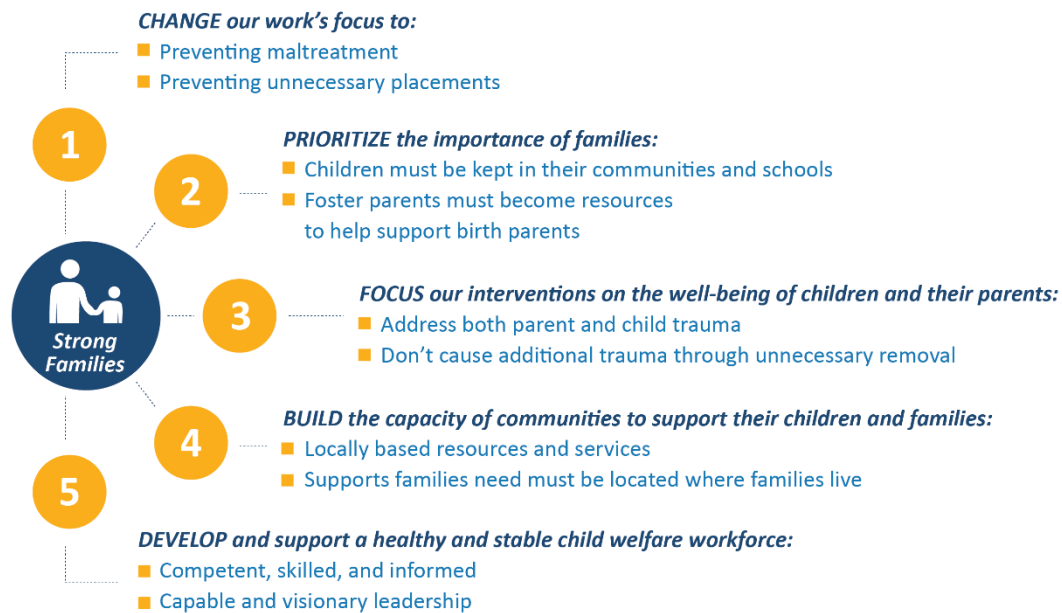 CHANGE our work’s focus to:
Preventing maltreatment
Preventing unnecessary placements
1
PRIORITIZE the importance of families:
2
Children must be kept in their communities and schools
Foster parents must become resources
to help support birth parents
FOCUS our interventions on the well-being of children and their parents:
3
Address both parent and child trauma
Don’t cause additional trauma through unnecessary removal
Strong
Families
BUILD the capacity of communities to support their children and families:
4
Locally based resources and services
Supports families need must be located where families live
5
DEVELOP and support a healthy and stable child welfare workforce:
Competent, skilled, and informed
Capable and visionary leadership